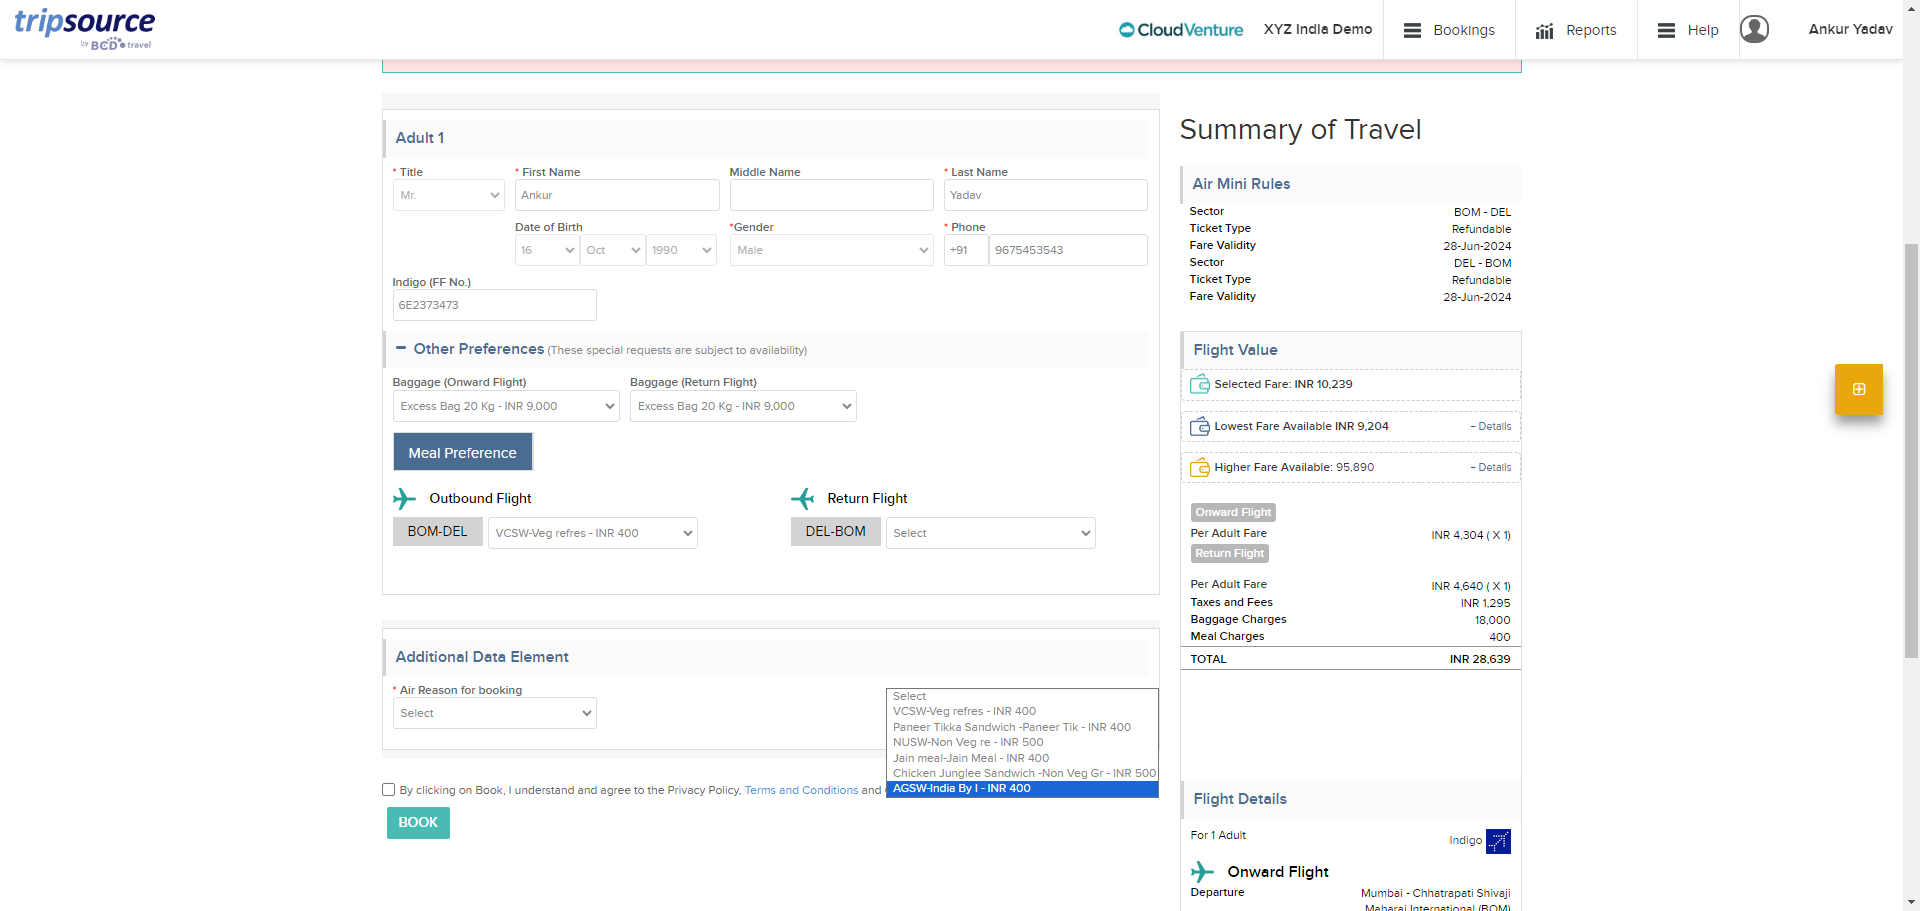 tripsource
by BCD travel
CloudVenture
XYZ India Demo
Bookings
Reports
Help
Ankur Yadav
Adult 1
* Title
* First Name
Middle Name
* Last Name
Mr.
Ankur
Yadav
Date of Birth
*Gender
* Phone
16
Oct
1990
Male
+91
9675453543
Indigo (FF No.)
6E2373473
Other Preferences (These special requests are subject to availability)
Baggage (Onward Flight)
Baggage (Return Flight)
Excess Bag 20 Kg - INR 9,000
Excess Bag 20 Kg - INR 9,000
Meal Preference
Outbound Flight
Return Flight
BOM-DEL
VCSW-Veg refres - INR 400
DEL-BOM
Select
Additional Data Element
* Air Reason for booking
Select
Select
VCSW-Veg refres - INR 400
Paneer Tikka Sandwich -Paneer Tik - INR 400
NUSW-Non Veg re - INR 500
Jain meal-Jain Meal - INR 400
Chicken Junglee Sandwich -Non Veg Gr - INR 500
AGSW-India By I - INR 400
By clicking on Book, I understand and agree to the Privacy Policy, Terms and Conditions and
BOOK
Summary of Travel
Air Mini Rules
Sector BOM - DEL
Ticket Type Refundable
Fare Validity 28-Jun-2024
Sector DEL - BOM
Ticket Type Refundable
Fare Validity 28-Jun-2024
Flight Value
Selected Fare: INR 10,239
Lowest Fare Available INR 9,204 + Details
Higher Fare Available: 95,890 + Details
Onward Flight
Per Adult Fare INR 4,304 ( X 1)
Return Flight
Per Adult Fare INR 4,640 ( X 1)
Taxes and Fees INR 1,295
Baggage Charges 18,000
Meal Charges 400
TOTAL INR 28,639
Flight Details
For 1 Adult Indigo
Onward Flight
Departure Mumbai - Chhatrapati Shivaji
Maharaj International (BOM)